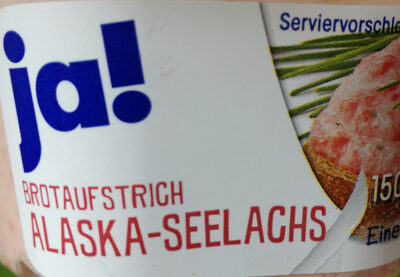 ja!
Serviervorschl
BROTAUFSTRICH
ALASKA-SEELACHS
150
Eine